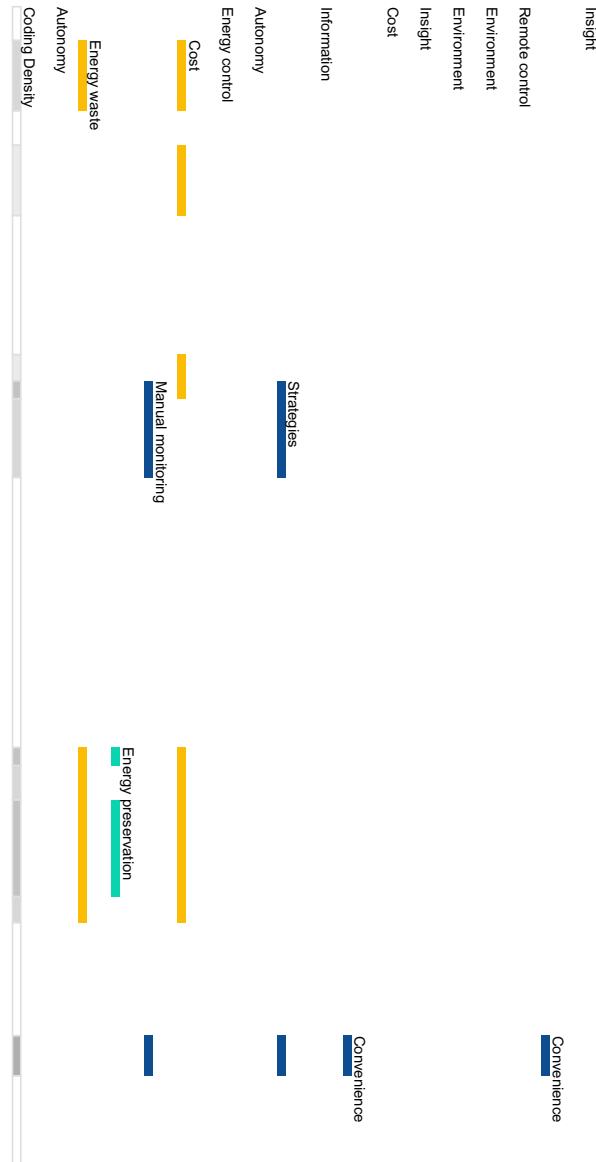 Coding Density
Autonomy
Energy waste
Energy preservation
Manual monitoring
Cost
Energy control
Autonomy
Strategies
Information
Convenience
Cost
Insight
Environment
Environment
Remote control
Convenience
Insight